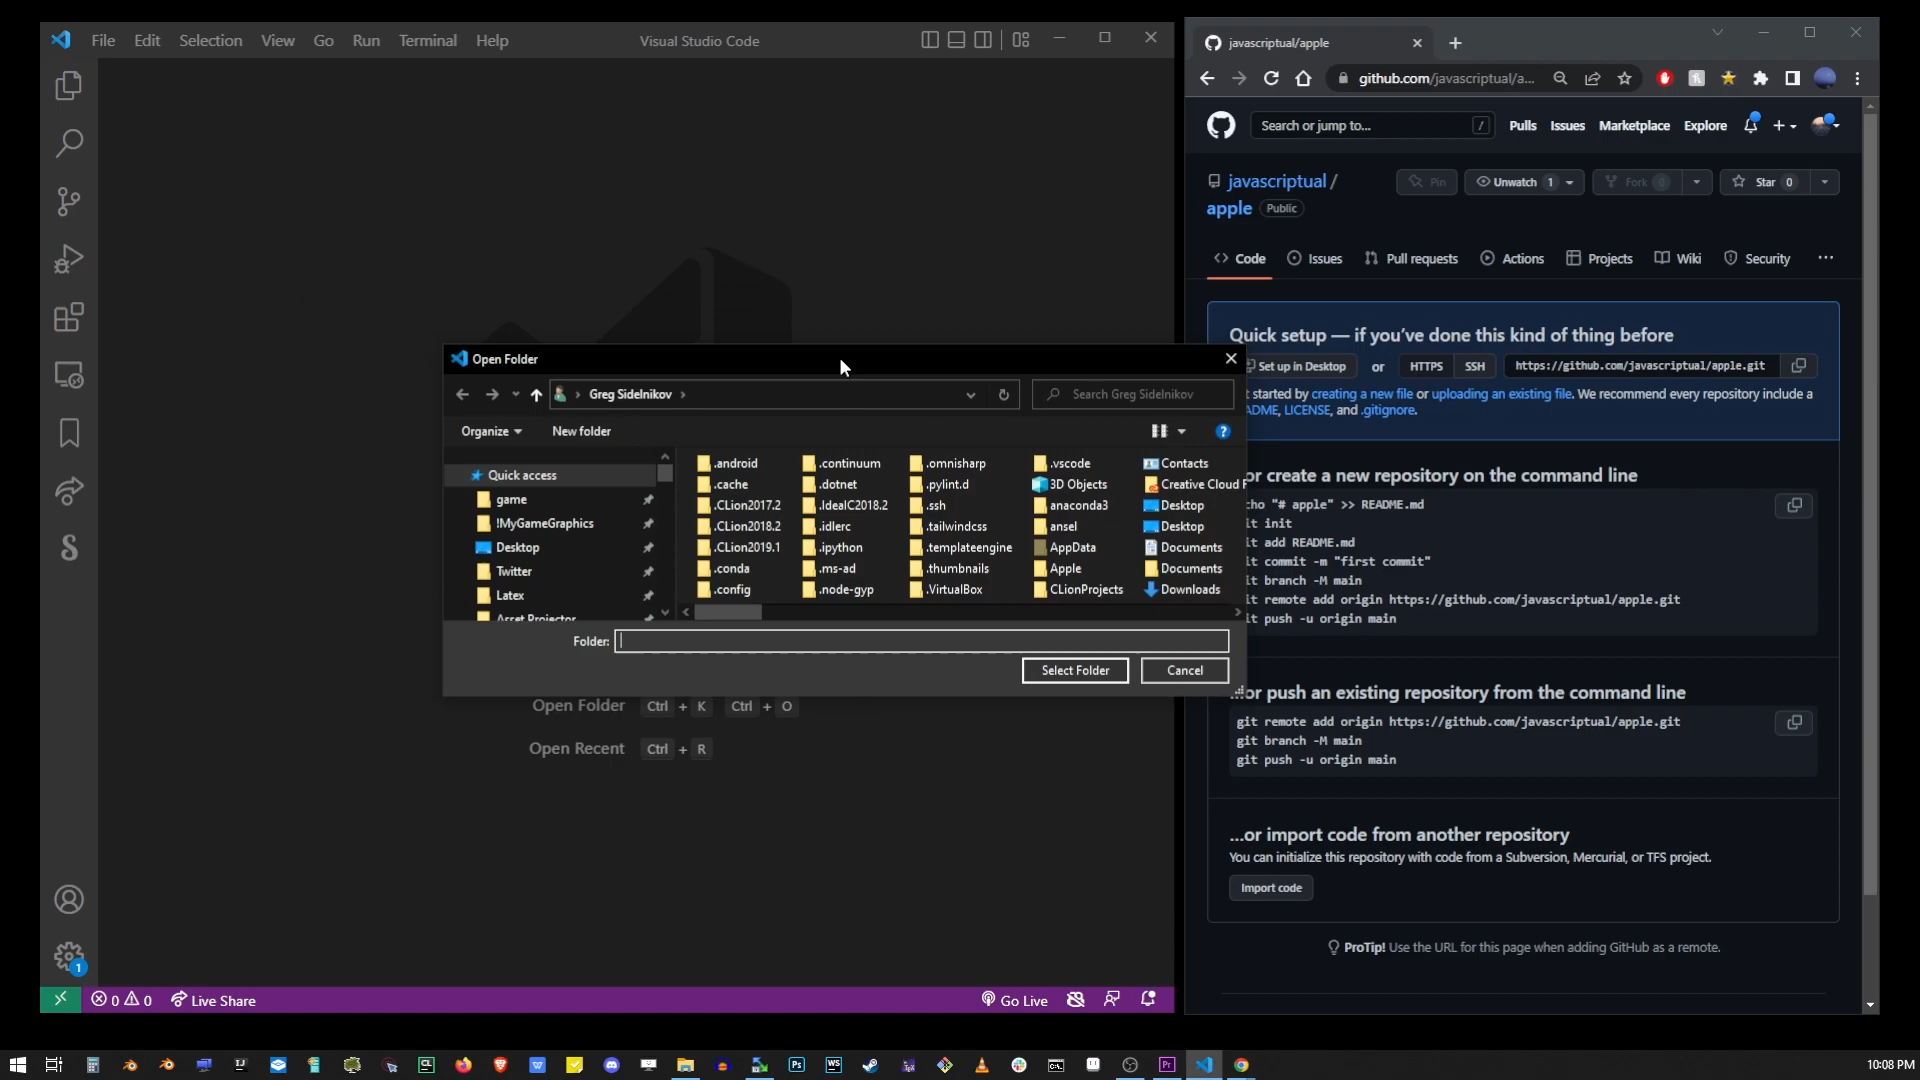 File Edit Selection View Go Run Terminal Help
Visual Studio Code
Open Folder
Greg Sidelnikov
Search Greg Sidelnikov
Organize
New folder
Quick access
game
!MyGameGraphics
Desktop
Twitter
Latex
Asset Projector
.android
.cache
.CLion2017.2
.CLion2018.2
.CLion2019.1
.conda
.config
.continuum
.dotnet
.IdeaIC2018.2
.idlerc
.ipython
.ms-ad
.node-gyp
.omnisharp
.pylint.d
.ssh
.tailwindcss
.templateengine
.thumbnails
.VirtualBox
.vscode
3D Objects
anaconda3
ansel
AppData
Apple
CLionProjects
Contacts
Creative Cloud F
Desktop
Desktop
Documents
Documents
Downloads
Folder:
Select Folder
Cancel
Open Folder Ctrl + K Ctrl + O
Open Recent Ctrl + R
1
0 0 Live Share
Go Live
javascriptual/apple
github.com/javascriptual/a...
Search or jump to... /
Pulls Issues Marketplace Explore
javascriptual /
apple Public
Pin
Unwatch 1
Fork 0
Star 0
Code Issues Pull requests Actions Projects Wiki Security
Quick setup — if you've done this kind of thing before
Set up in Desktop or HTTPS SSH https://github.com/javascriptual/apple.git
t started by creating a new file or uploading an existing file. We recommend every repository include a
ADME, LICENSE, and .gitignore.
or create a new repository on the command line
cho "# apple" >> README.md
it init
it add README.md
it commit -m "first commit"
it branch -M main
it remote add origin https://github.com/javascriptual/apple.git
it push -u origin main
...or push an existing repository from the command line
git remote add origin https://github.com/javascriptual/apple.git
git branch -M main
git push -u origin main
...or import code from another repository
You can initialize this repository with code from a Subversion, Mercurial, or TFS project.
Import code
ProTip! Use the URL for this page when adding GitHub as a remote.
10:08 PM